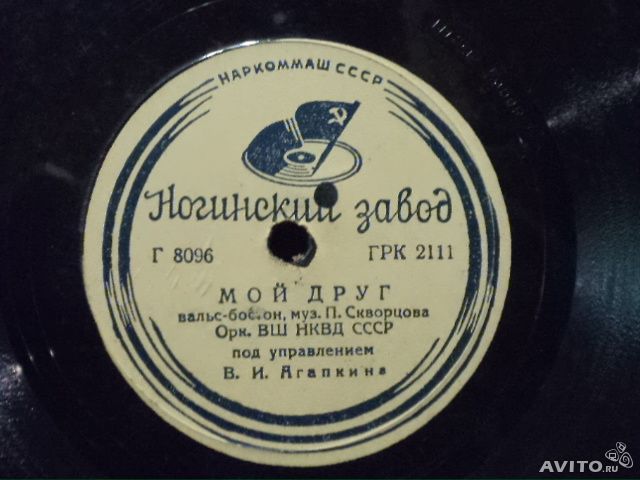 НАРКОММАШ СССР
Ногинский завод
Г 8096 ГРК 2111
МОЙ ДРУГ
вальс-бостон, муз. П. Скворцова
Орк. ВШ НКВД СССР
под управлением
В. И. Агапкина
AVITO.ru